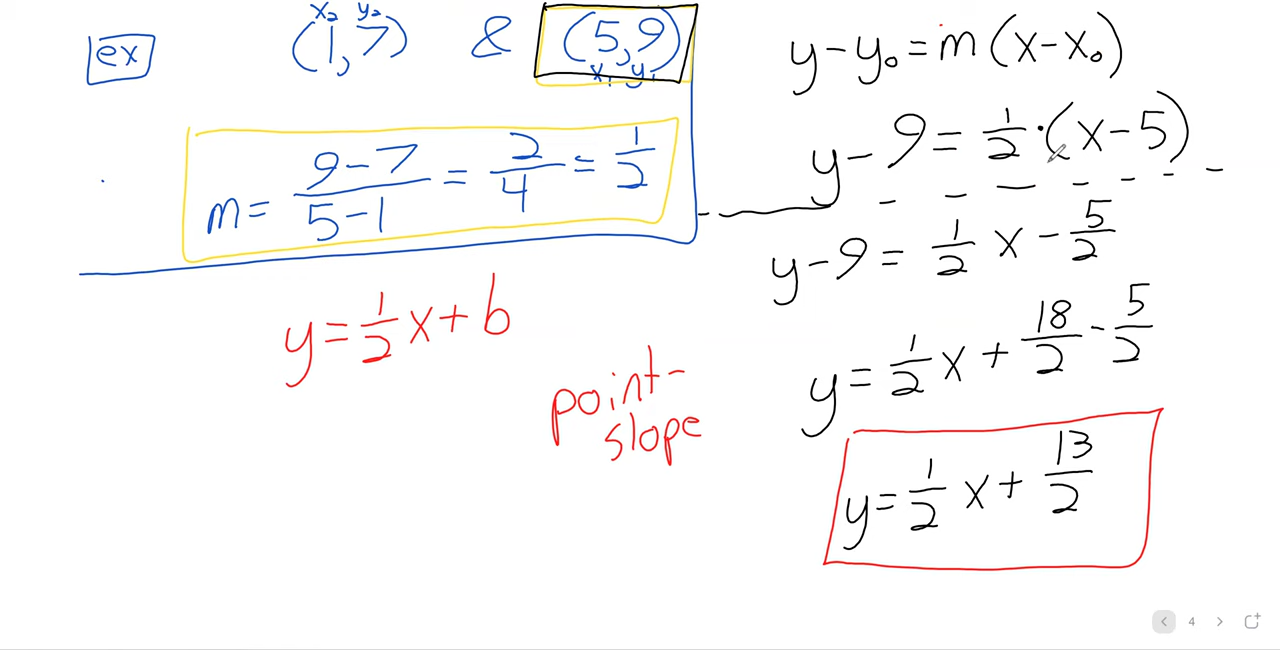 ex
x₂ y₂
(1,7) & (5,9)
x₁ y₁
m = (9-7)/(5-1) = 2/4 = 1/2
y = 1/2 x + b
point-
slope
y - y₀ = m (x - x₀)
y - 9 = 1/2 · (x - 5)
y - 9 = 1/2 x - 5/2
y = 1/2 x + 18/2 - 5/2
y = 1/2 x + 13/2
4